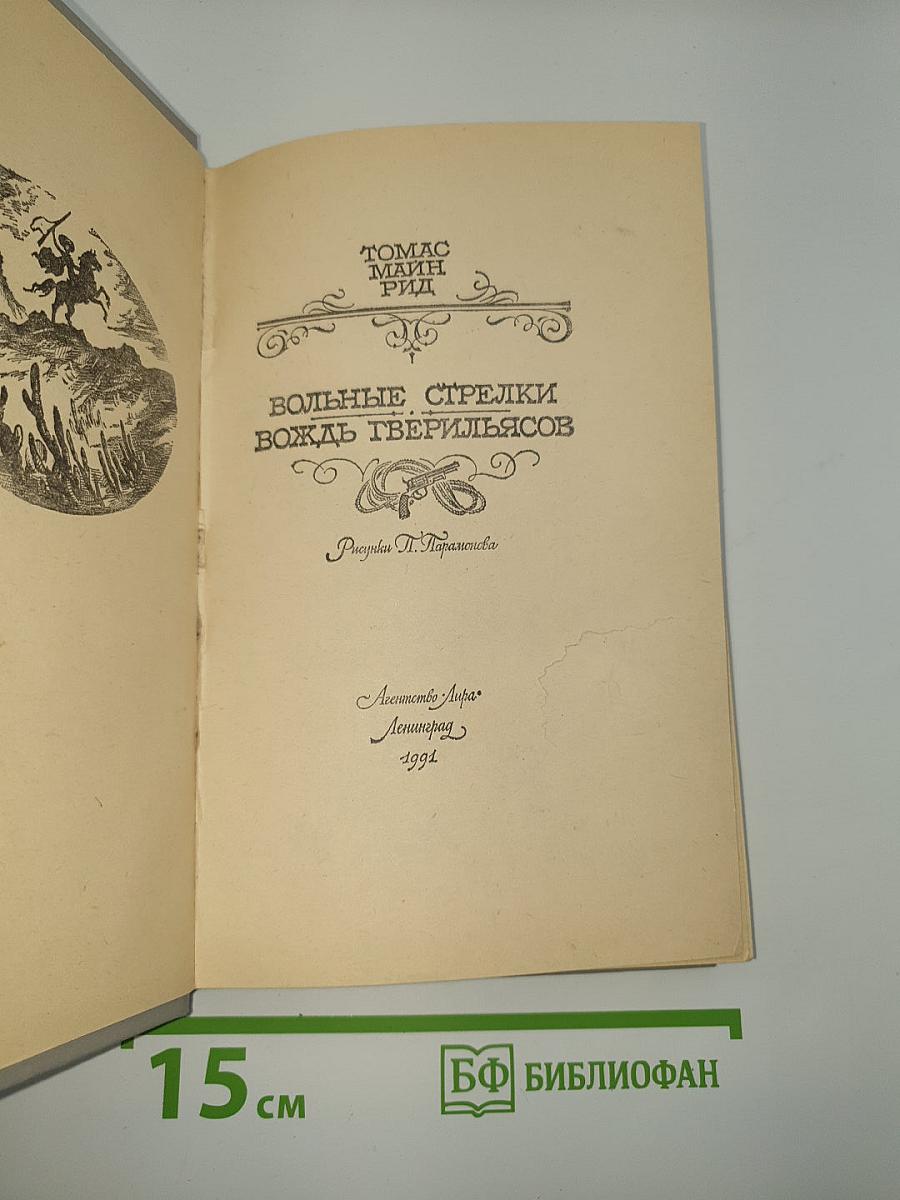 ТОМАС
МАЙН
РИД
ВОЛЬНЫЕ СТРЕЛКИ
ВОЖДЬ ГВЕРИЛЬЯСОВ
Рисунки П. Парамонова
Агентство «Лира»
Ленинград
1991
15 см
БФ БИБЛИОФАН